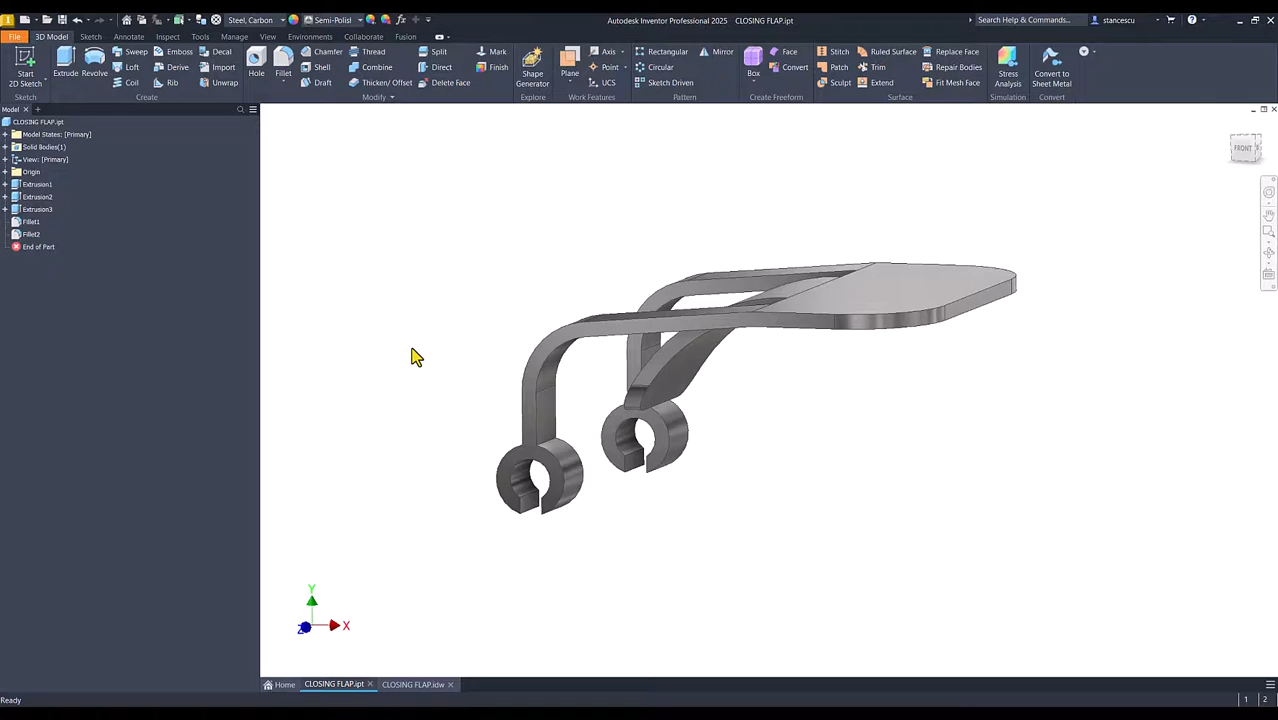 Steel, Carbon
Semi-Polisl
Autodesk Inventor Professional 2025 CLOSING FLAP.ipt
Search Help & Commands...
stancescu
File 3D Model Sketch Annotate Inspect Tools View Environments Manage Collaborate Fusion
Start
2D Sketch
Extrude
Revolve
Sweep
Loft
Coil
Emboss
Derive
Rib
Decal
Import
Unwrap
Hole
Fillet
Chamfer
Shell
Draft
Thread
Combine
Thicken/ Offset
Split
Direct
Delete Face
Mark
Finish
Shape
Generator
Plane
Axis
Point
UCS
Rectangular
Circular
Sketch Driven
Mirror
Box
Face
Convert
Stitch
Patch
Sculpt
Ruled Surface
Trim
Extend
Replace Face
Repair Bodies
Fit Mesh Face
Stress
Analysis
Convert to
Sheet Metal
Sketch
Create
Modify
Explore
Work Features
Pattern
Create Freeform
Surface
Simulation
Convert
Model
CLOSING FLAP.ipt
Model States: [Primary]
Solid Bodies(1)
View: [Primary]
Origin
Extrusion1
Extrusion2
Extrusion3
Fillet1
Fillet2
End of Part
FRONT
Y
X
Z
Home
CLOSING FLAP.ipt
CLOSING FLAP.idw
Ready
1 2